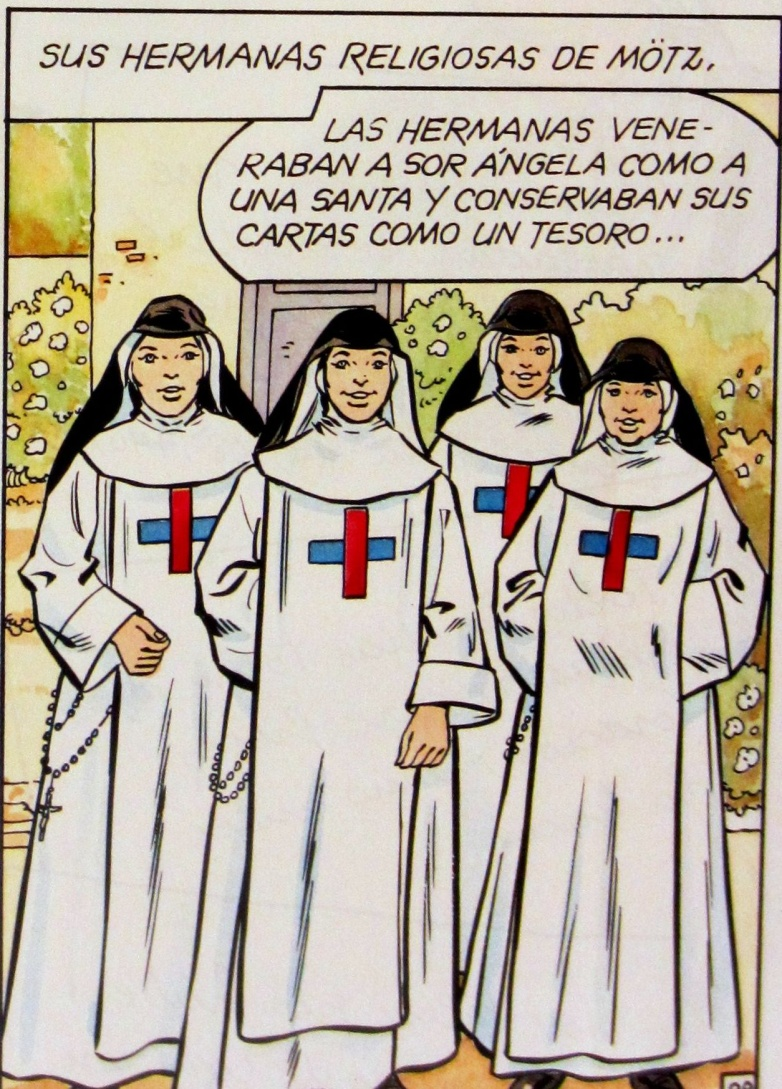 SUS HERMANAS RELIGIOSAS DE MÖTZ.
LAS HERMANAS VENE-
RABAN A SOR ÁNGELA COMO A
UNA SANTA Y CONSERVABAN SUS
CARTAS COMO UN TESORO...